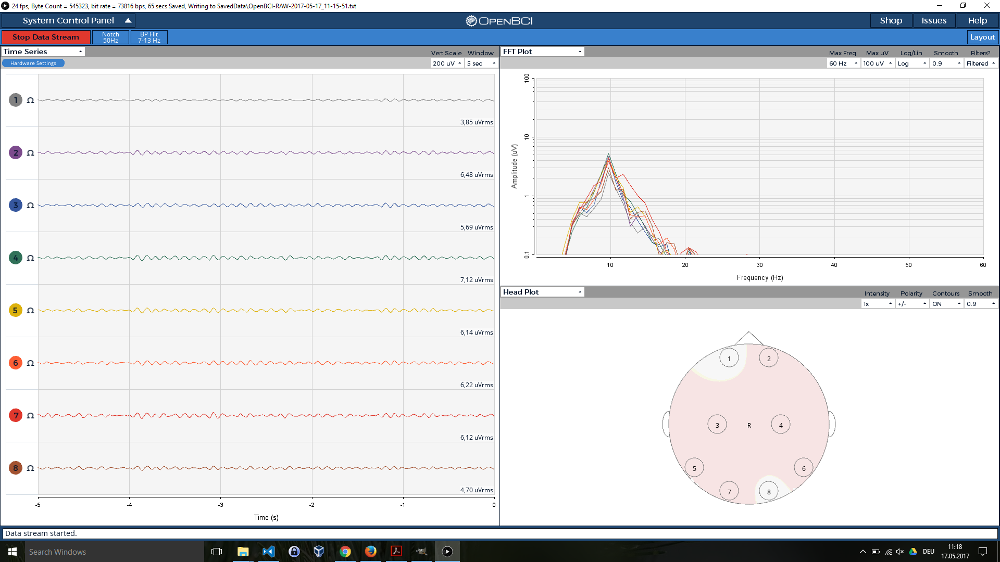 24 fps, Byte Count = 545323, bit rate = 73816 bps, 65 secs Saved, Writing to SavedData\OpenBCI-RAW-2017-05-17_11-15-51.txt
System Control Panel
OPENBCI
Shop Issues Help
Stop Data Stream
Notch
50Hz
BP Filt
7-13 Hz
Layout
Time Series
Vert Scale Window
Hardware Settings
200 uV 5 sec
1 Ω
3,85 uVrms
2 Ω
6,48 uVrms
3 Ω
5,69 uVrms
4 Ω
7,12 uVrms
5 Ω
6,14 uVrms
6 Ω
6,22 uVrms
7 Ω
6,12 uVrms
8 Ω
4,70 uVrms
-5 -4 -3 -2 -1 0
Time (s)
FFT Plot
Max Freq Max uV Log/Lin Smooth Filters?
60 Hz 100 uV Log 0.9 Filtered
100
10
1
0.1
Amplitude (uV)
10 20 30 40 50 60
Frequency (Hz)
Head Plot
Intensity Polarity Contours Smooth
1x +/- ON 0.9
1 2
3 R 4
5 6
7 8
Data stream started.
Search Windows
DEU
11:18
17.05.2017